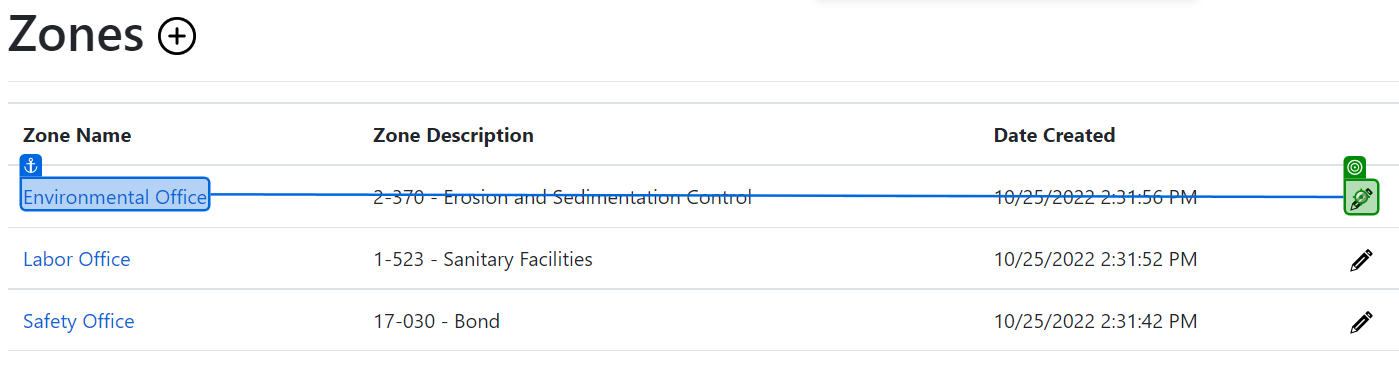 Zones
Zone Name Zone Description Date Created
Environmental Office 2-370 - Erosion and Sedimentation Control 10/25/2022 2:31:56 PM
Labor Office 1-523 - Sanitary Facilities 10/25/2022 2:31:52 PM
Safety Office 17-030 - Bond 10/25/2022 2:31:42 PM